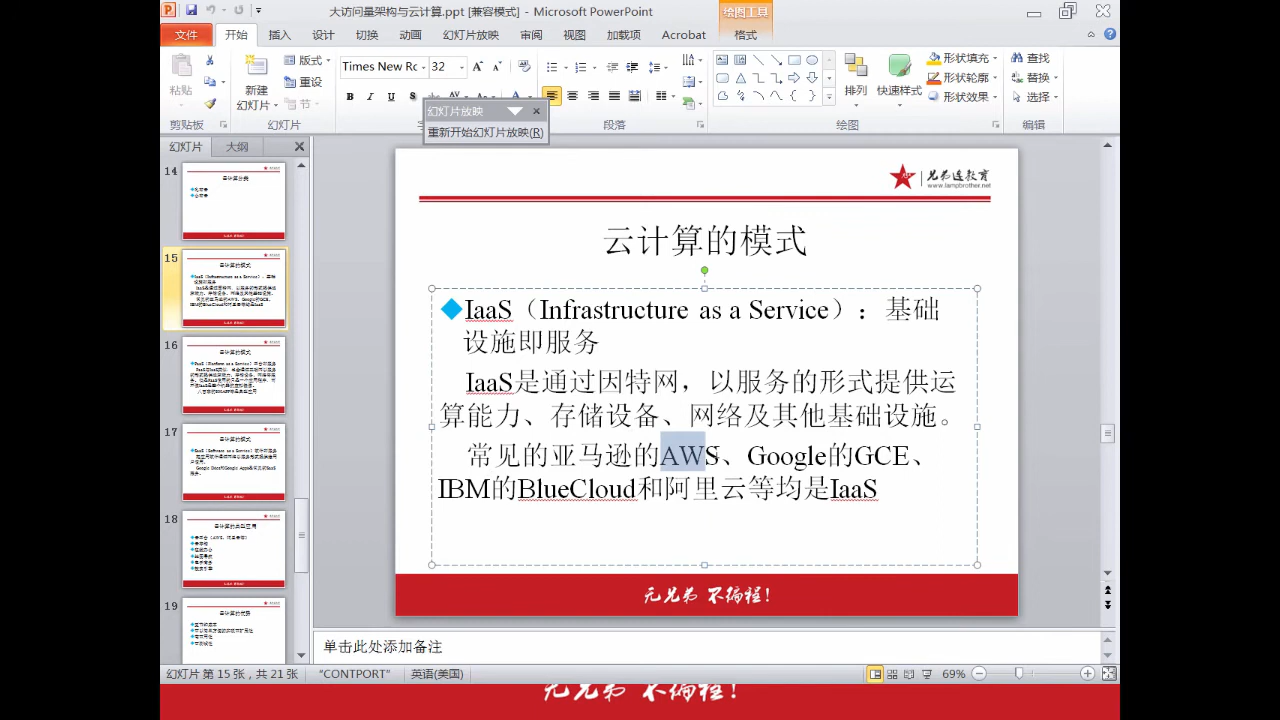 大访问量架构与云计算.ppt [兼容模式] - Microsoft PowerPoint
绘图工具
文件 开始 插入 设计 切换 动画 幻灯片放映 审阅 视图 加载项 Acrobat 格式
粘贴
剪贴板
新建
幻灯片
版式
重设
节
幻灯片
Times New Rc 32
B I U S
段落
排列 快速样式
形状填充
形状轮廓
形状效果
绘图
查找
替换
选择
编辑
幻灯片放映
重新开始幻灯片放映(R)
幻灯片 大纲
14
15
16
17
18
19
兄弟连教育
www.lampbrother.net
云计算的模式
IaaS（Infrastructure as a Service）：基础
设施即服务
IaaS是通过因特网，以服务的形式提供运
算能力、存储设备、网络及其他基础设施。
常见的亚马逊的AWS、Google的GCE、
IBM的BlueCloud和阿里云等均是IaaS
无兄弟 不编程！
单击此处添加备注
幻灯片 第 15 张，共 21 张 "CONTPORT" 英语(美国) 69%
无兄弟 不编程！